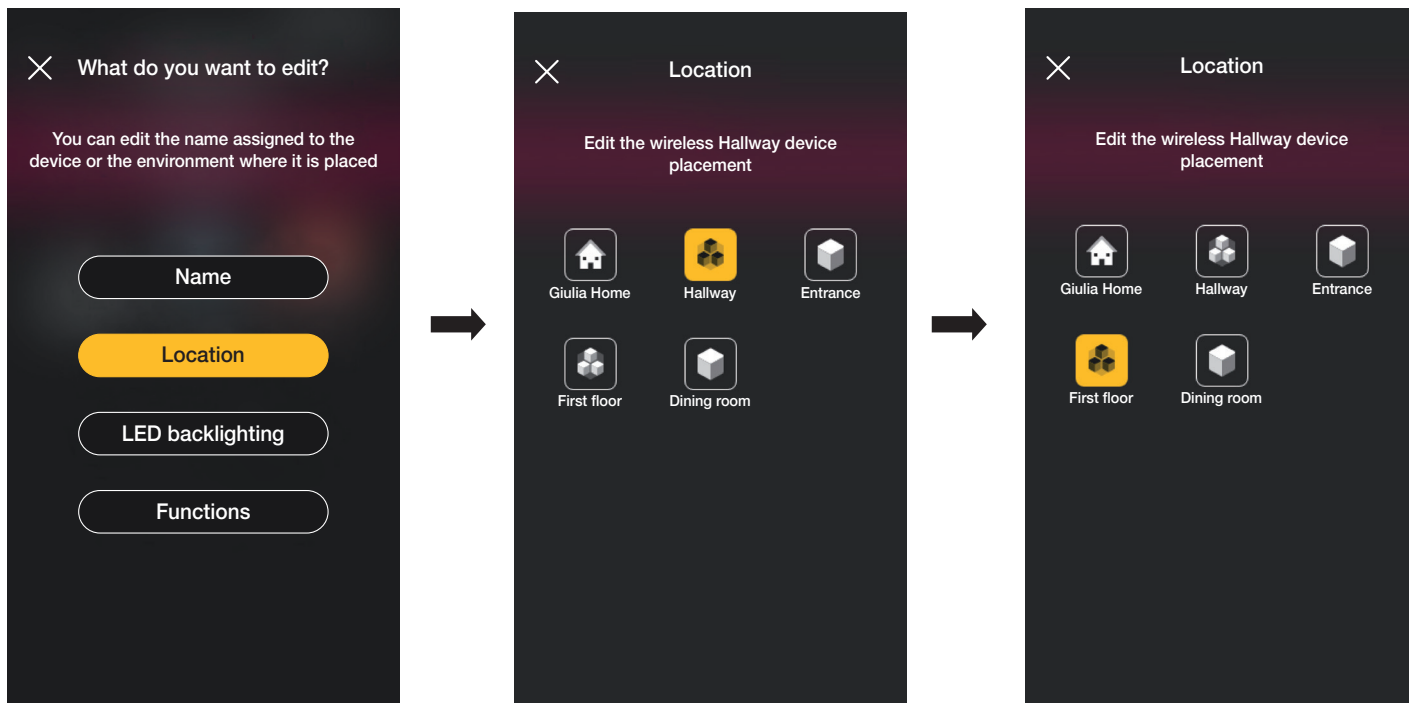 What do you want to edit?
You can edit the name assigned to the
device or the environment where it is placed
Name
Location
LED backlighting
Functions
Location
Edit the wireless Hallway device
placement
Giulia Home
Hallway
Entrance
First floor
Dining room
Location
Edit the wireless Hallway device
placement
Giulia Home
Hallway
Entrance
First floor
Dining room